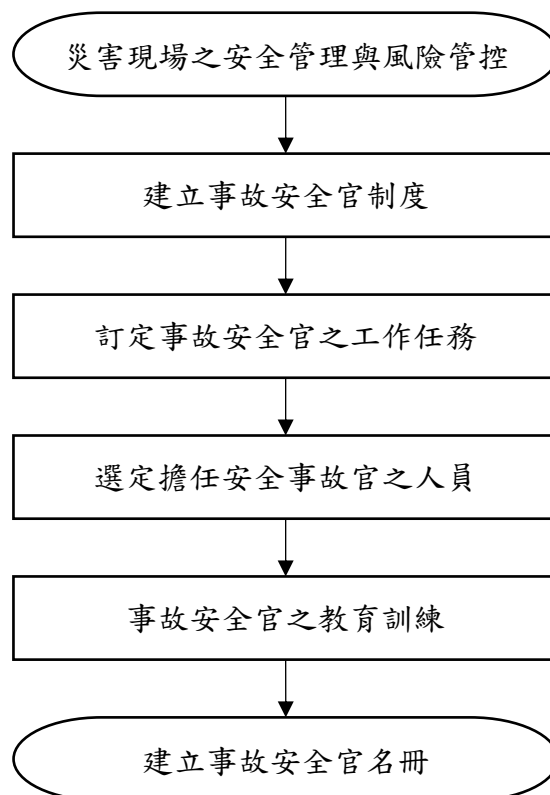 災害現場之安全管理與風險管控
建立事故安全官制度
訂定事故安全官之工作任務
選定擔任安全事故官之人員
事故安全官之教育訓練
建立事故安全官名冊